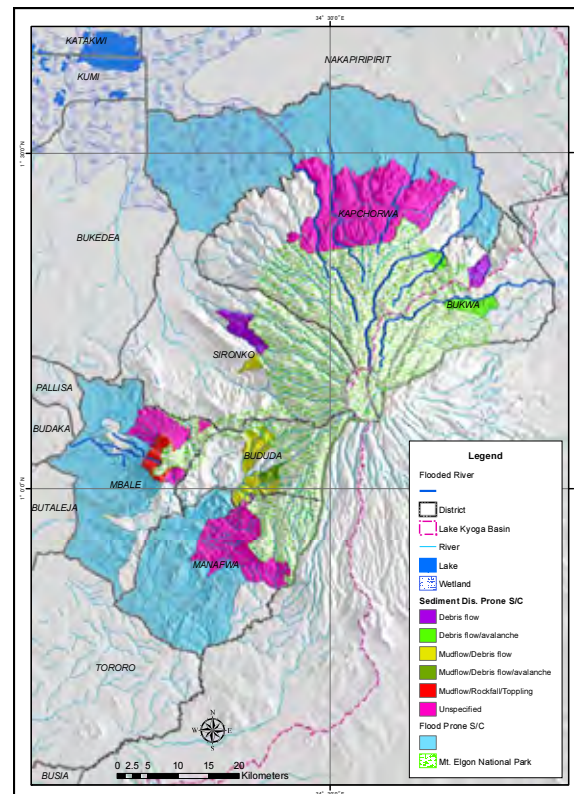 34°30'0"E
KATAKWI
KUMI
NAKAPIRIPIRIT
1°30'0"N
KAPCHORWA
BUKEDEA
BUKWA
SIRONKO
PALLISA
BUDAKA
BUDUDA
MBALE
1°0'0"N
BUTALEJA
MANAFWA
TORORO
BUSIA
N
W E
S
0 2.5 5 10 15 20
Kilometers
Legend
Flooded River
District
Lake Kyoga Basin
River
Lake
Wetland
Sediment Dis. Prone S/C
Debris flow
Debris flow/avalanche
Mudflow/Debris flow
Mudflow/Debris flow/avalanche
Mudflow/Rockfall/Toppling
Unspecified
Flood Prone S/C
Mt. Elgon National Park
34°30'0"E